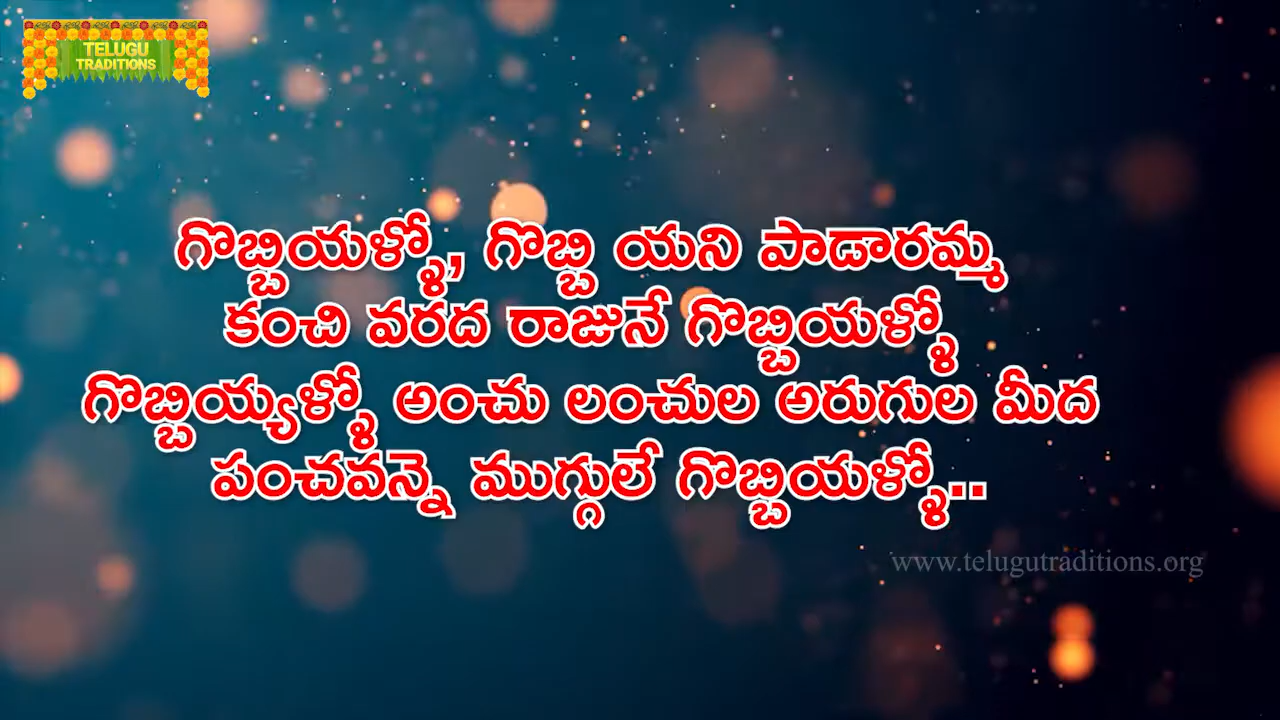 TELUGU
TRADITIONS
గొబ్బియళ్ళో, గొబ్బి యని పాడారమ్మ
కంచి వరద రాజునే గొబ్బియళ్ళో
గొబ్బియ్యళ్ళో అంచు లంచుల అరుగుల మీద
పంచవన్నె ముగ్గులే గొబ్బియళ్ళో..
www.telugutraditions.org